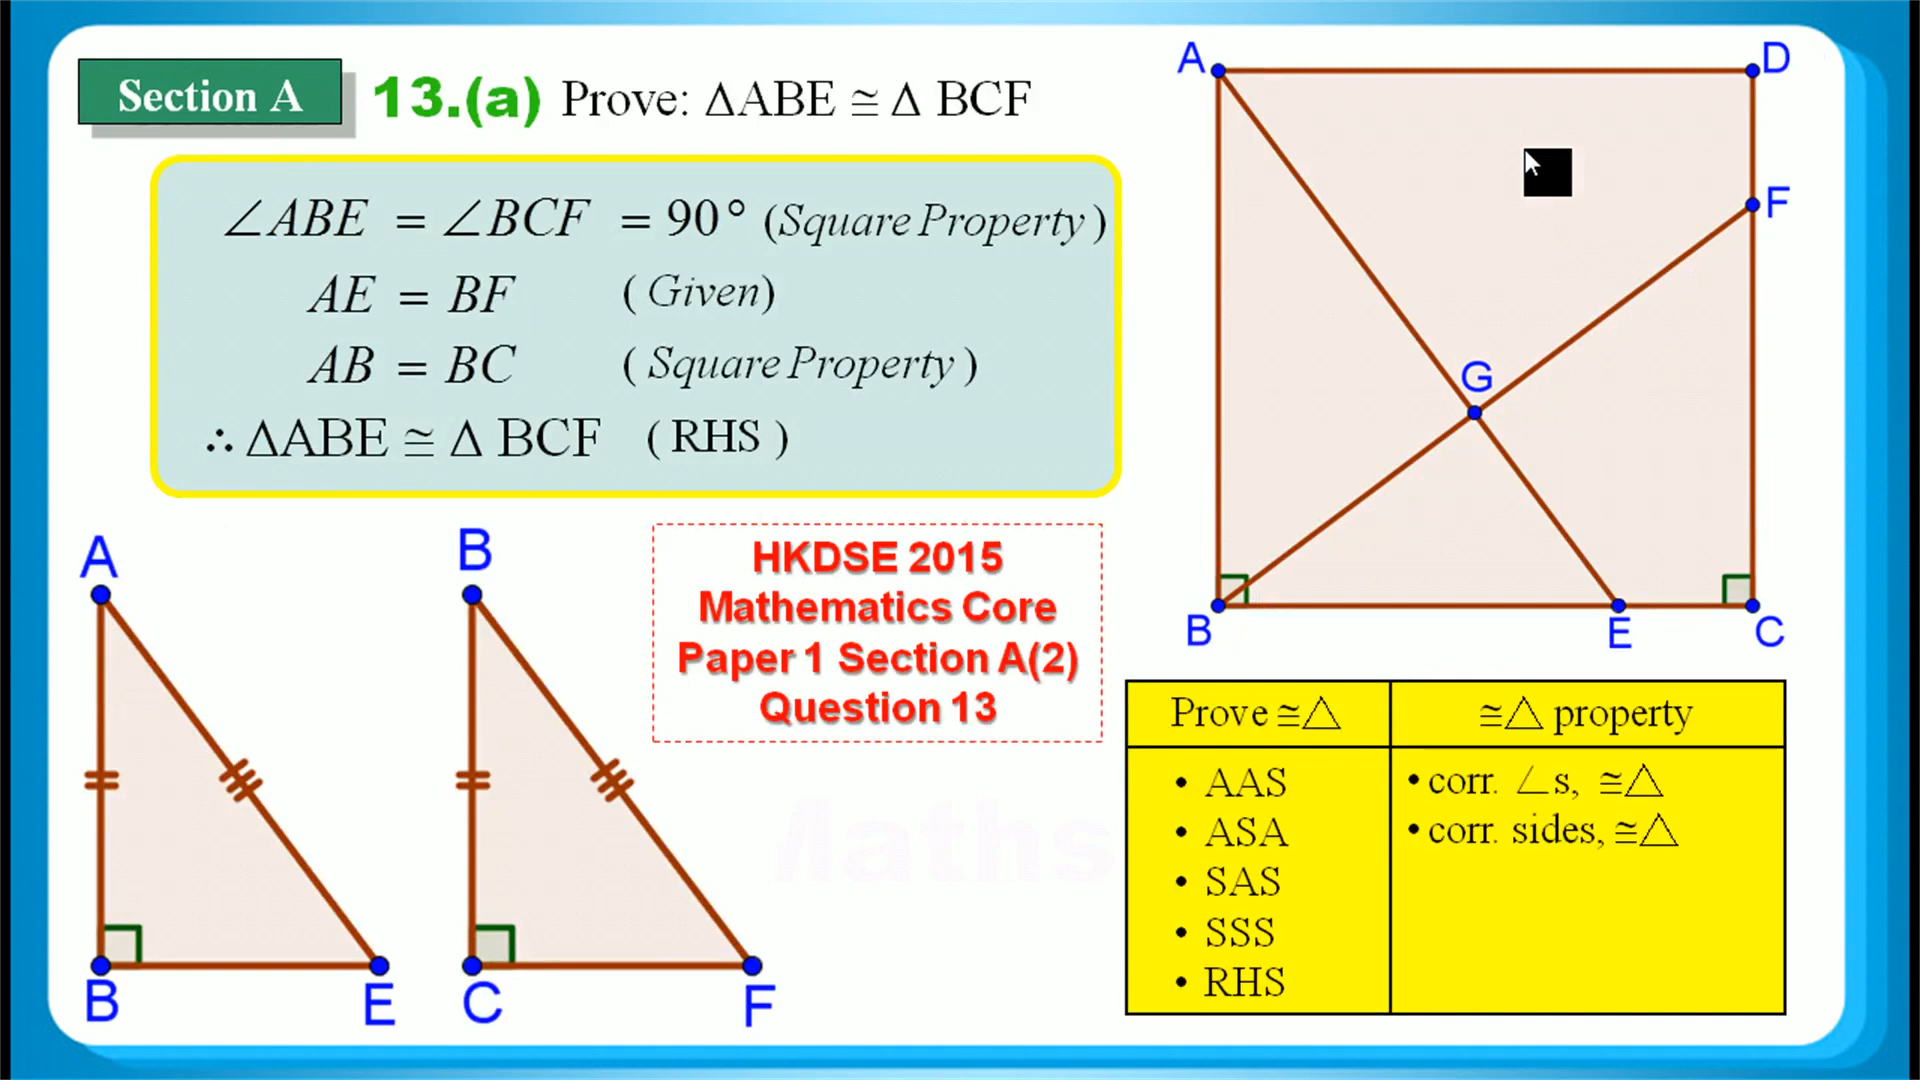 Section A
13.(a) Prove: ΔABE ≅ Δ BCF
∠ABE = ∠BCF = 90° (Square Property)
AE = BF (Given)
AB = BC (Square Property)
∴ ΔABE ≅ Δ BCF (RHS)
A
B
E
B
C
F
HKDSE 2015
Mathematics Core
Paper 1 Section A(2)
Question 13
Maths
A
D
F
G
B
E
C
Prove ≅△
≅△ property
• AAS
• ASA
• SAS
• SSS
• RHS
• corr. ∠s, ≅△
• corr. sides, ≅△